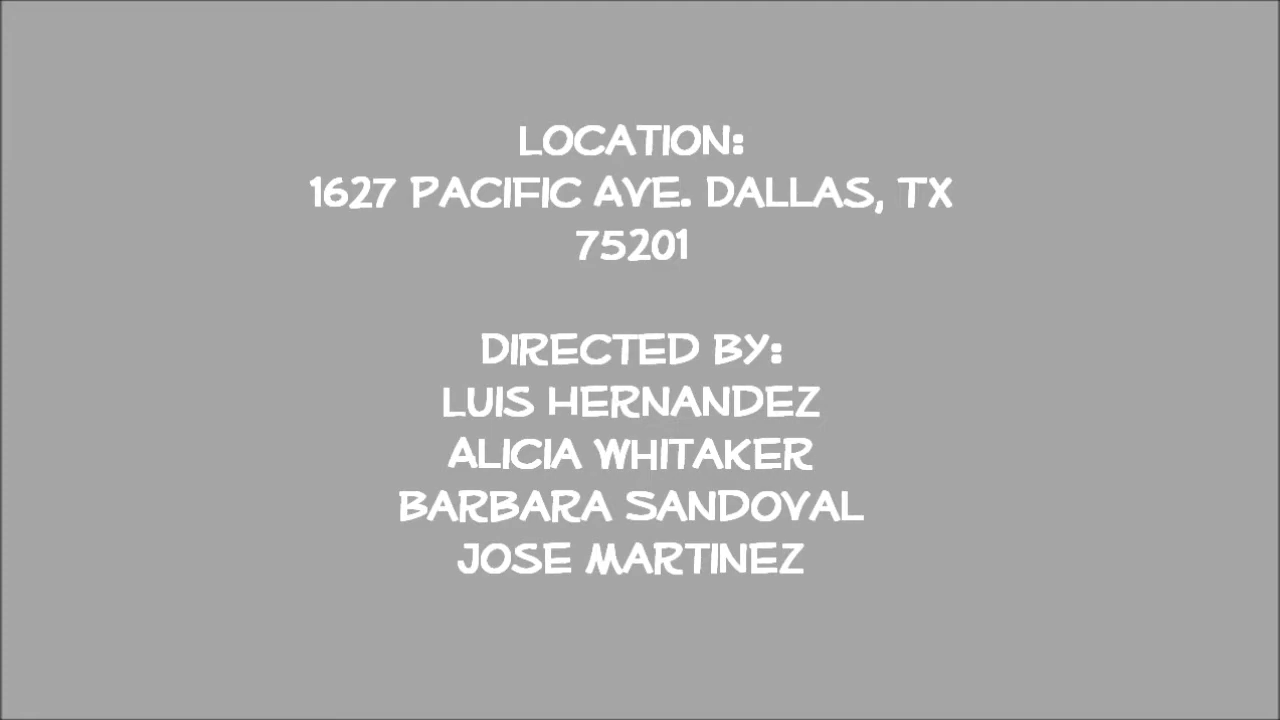 LOCATION:
1627 PACIFIC AVE. DALLAS, TX
75201
DIRECTED BY:
LUIS HERNANDEZ
ALICIA WHITAKER
BARBARA SANDOVAL
JOSE MARTINEZ